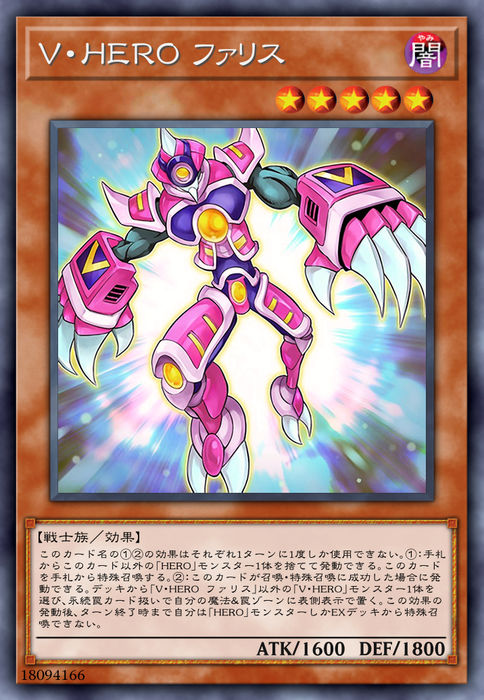 V・HERO ファリス
やみ
闇
V
V
【戦士族／効果】
このカード名の①②の効果はそれぞれ1ターンに1度しか使用できない。①:手札
からこのカード以外の「HERO」モンスター1体を捨てて発動できる。このカード
を手札から特殊召喚する。②:このカードが召喚・特殊召喚に成功した場合に発
動できる。デッキから「V・HERO ファリス」以外の「V・HERO」モンスター1体を
選び、永続罠カード扱いで自分の魔法&罠ゾーンに表側表示で置く。この効果の
発動後、ターン終了時まで自分は「HERO」モンスターしかEXデッキから特殊召
喚できない。
ATK/1600 DEF/1800
18094166